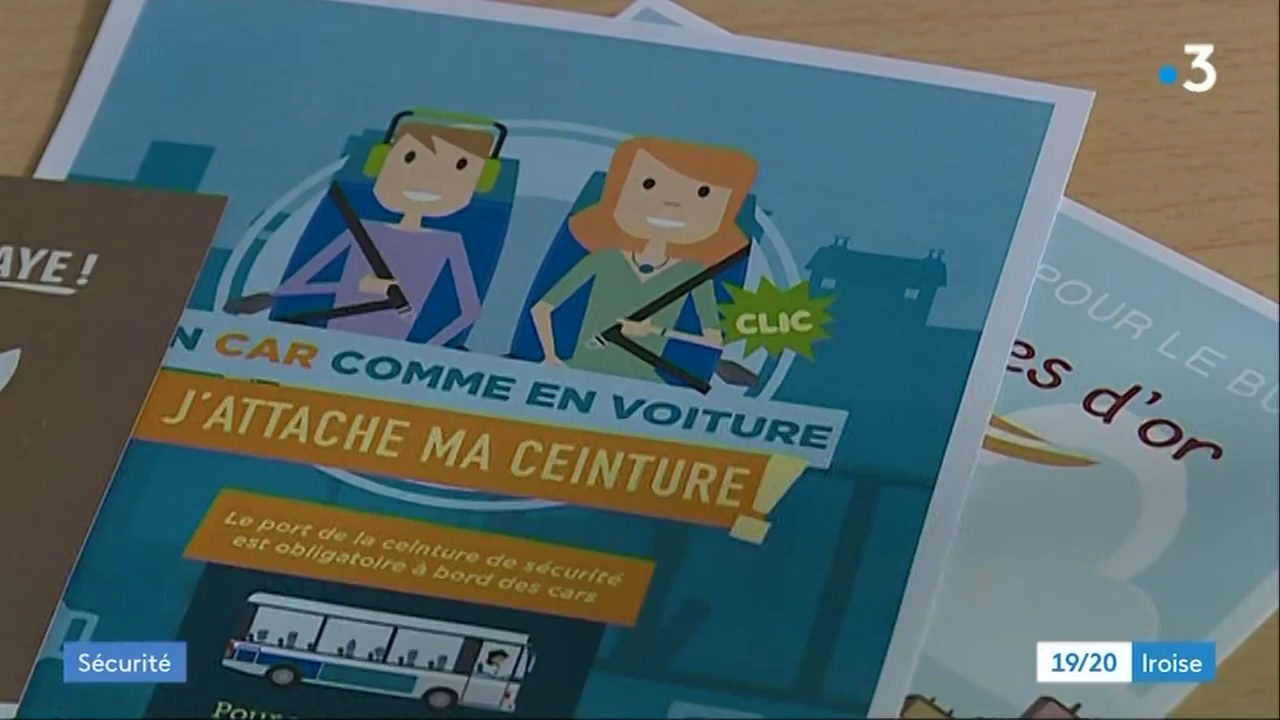 3
AYE !
CLIC
N CAR COMME EN VOITURE
J'ATTACHE MA CEINTURE !
Le port de la ceinture de sécurité
est obligatoire à bord des cars
POUR LE BU
es d'or
Sécurité
19/20 Iroise